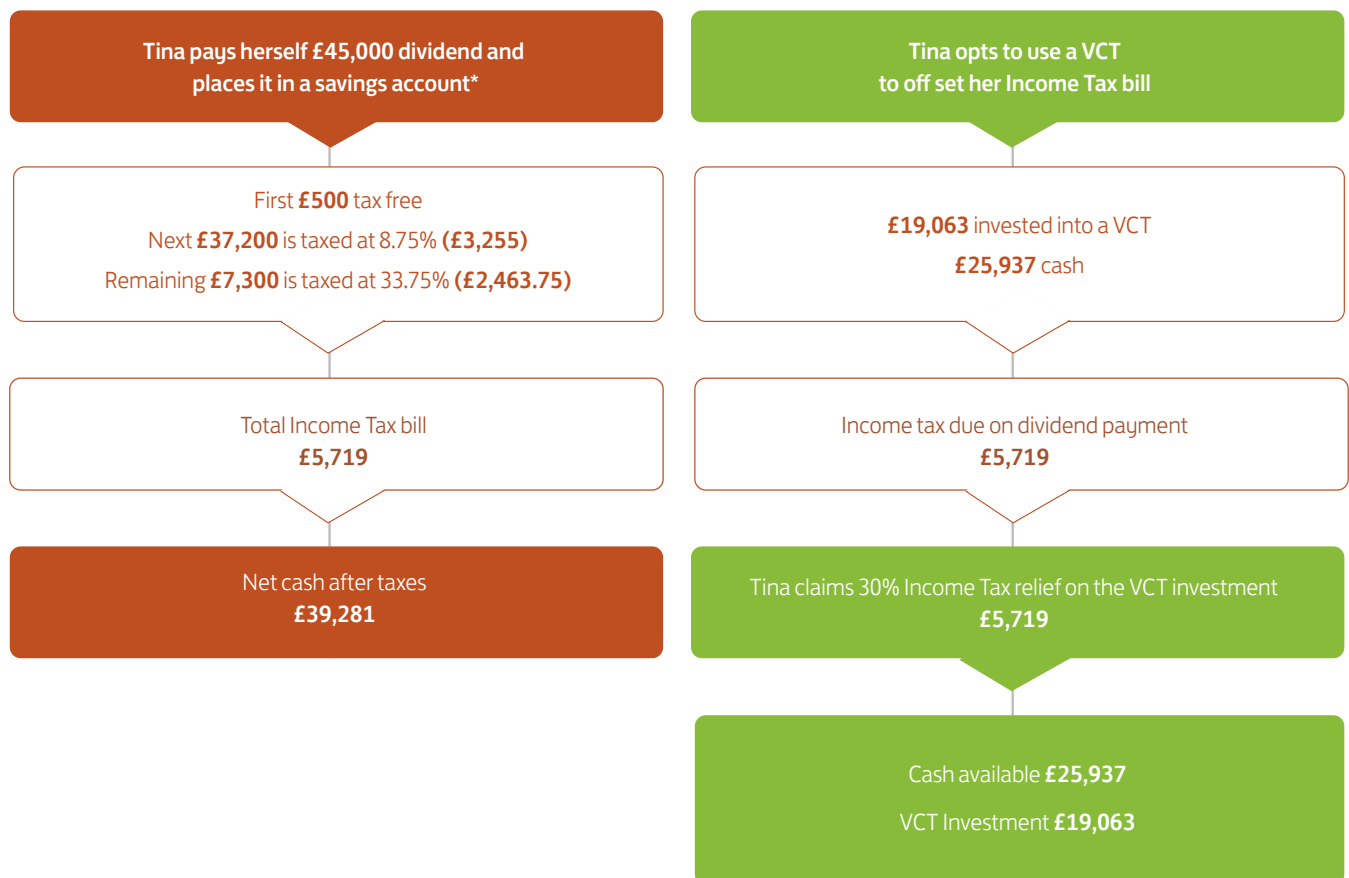 Tina pays herself £45,000 dividend and
places it in a savings account*
First £500 tax free
Next £37,200 is taxed at 8.75% (£3,255)
Remaining £7,300 is taxed at 33.75% (£2,463.75)
Total Income Tax bill
£5,719
Net cash after taxes
£39,281
Tina opts to use a VCT
to off set her Income Tax bill
£19,063 invested into a VCT
£25,937 cash
Income tax due on dividend payment
£5,719
Tina claims 30% Income Tax relief on the VCT investment
£5,719
Cash available £25,937
VCT Investment £19,063